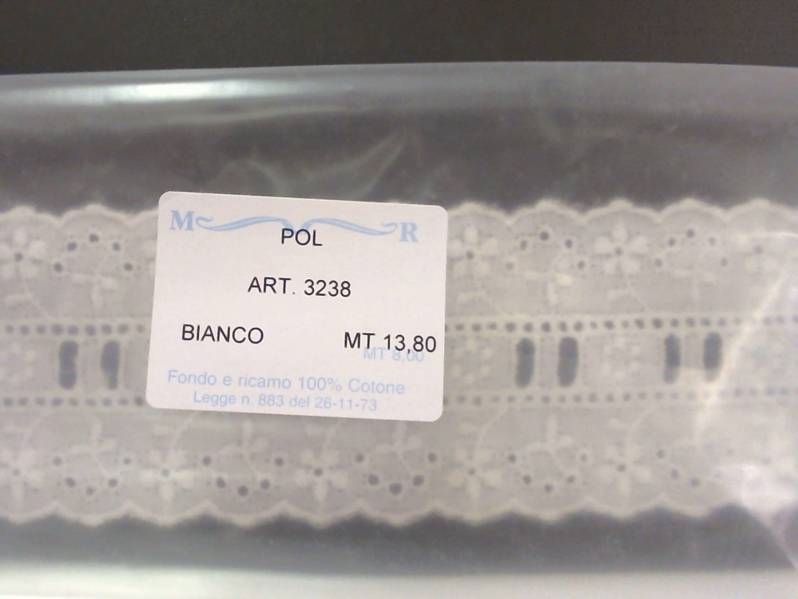 M R
POL
ART. 3238
BIANCO MT 13,80
MT 8,00
Fondo e ricamo 100% Cotone
Legge n. 883 del 26-11-73